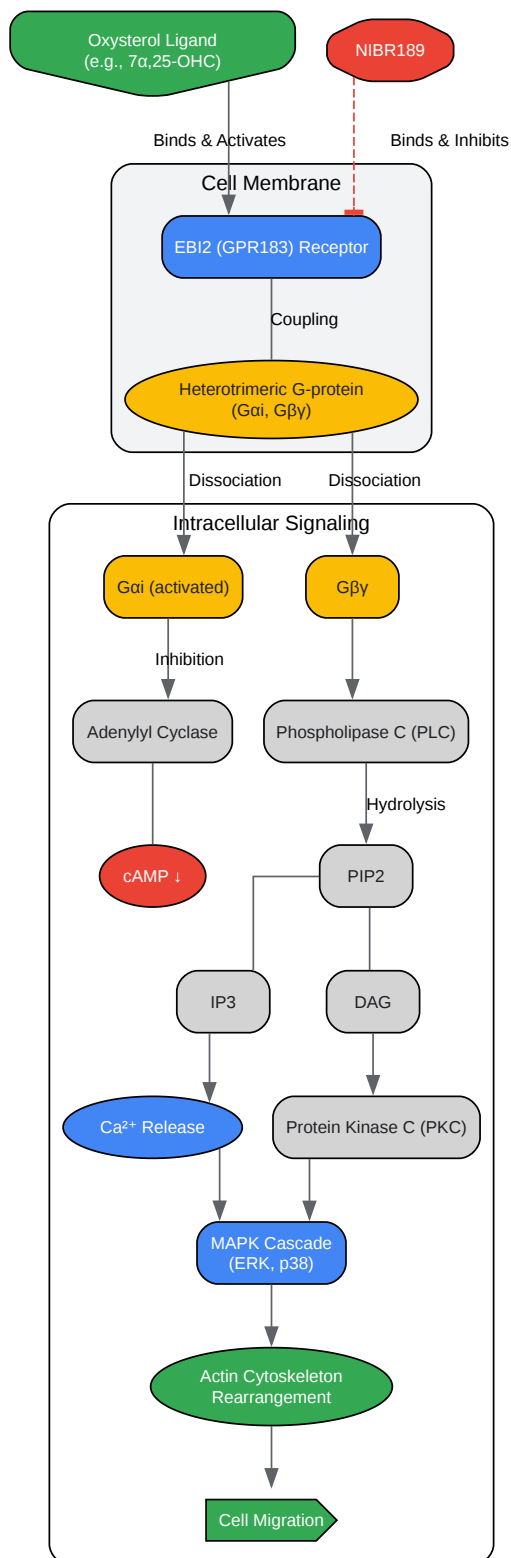 Oxysterol Ligand
(e.g., 7α,25-OHC)
NIBR189
Binds & Activates
Binds & Inhibits
Cell Membrane
EBI2 (GPR183) Receptor
Coupling
Heterotrimeric G-protein
(Gαi, Gβγ)
Dissociation
Dissociation
Intracellular Signaling
Gαi (activated)
Gβγ
Inhibition
Adenylyl Cyclase
Phospholipase C (PLC)
Hydrolysis
cAMP ↓
PIP2
IP3
DAG
Ca²⁺ Release
Protein Kinase C (PKC)
MAPK Cascade
(ERK, p38)
Actin Cytoskeleton
Rearrangement
Cell Migration